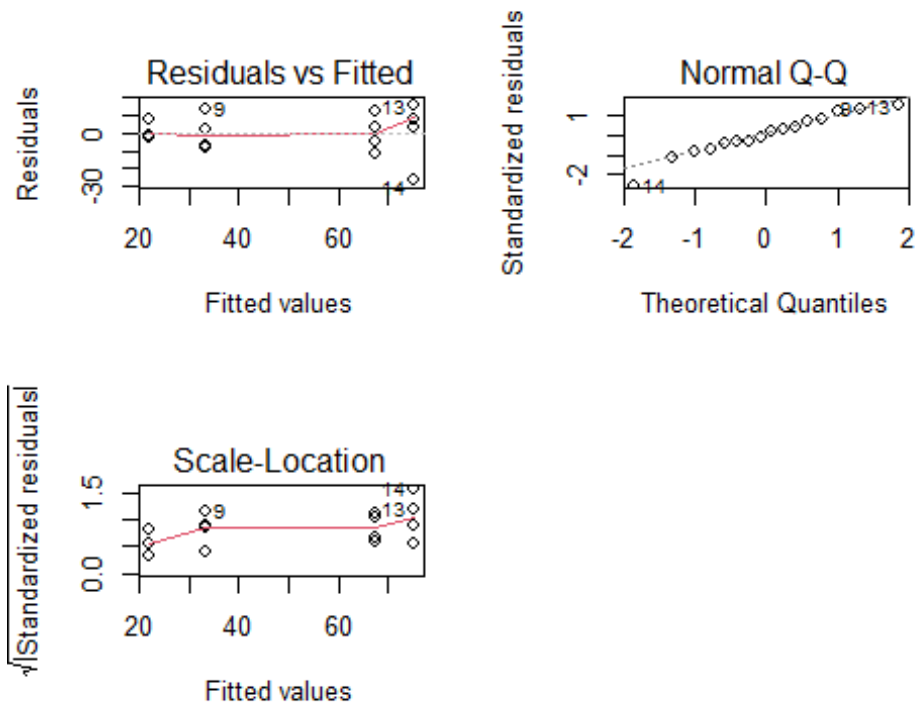 Residuals vs Fitted
Residuals
0
-30
9
13
14
20 40 60
Fitted values
Normal Q-Q
Standardized residuals
1
-2
9
13
14
-2 -1 0 1 2
Theoretical Quantiles
Scale-Location
√|Standardized residuals|
1.5
0.0
9
14
13
20 40 60
Fitted values